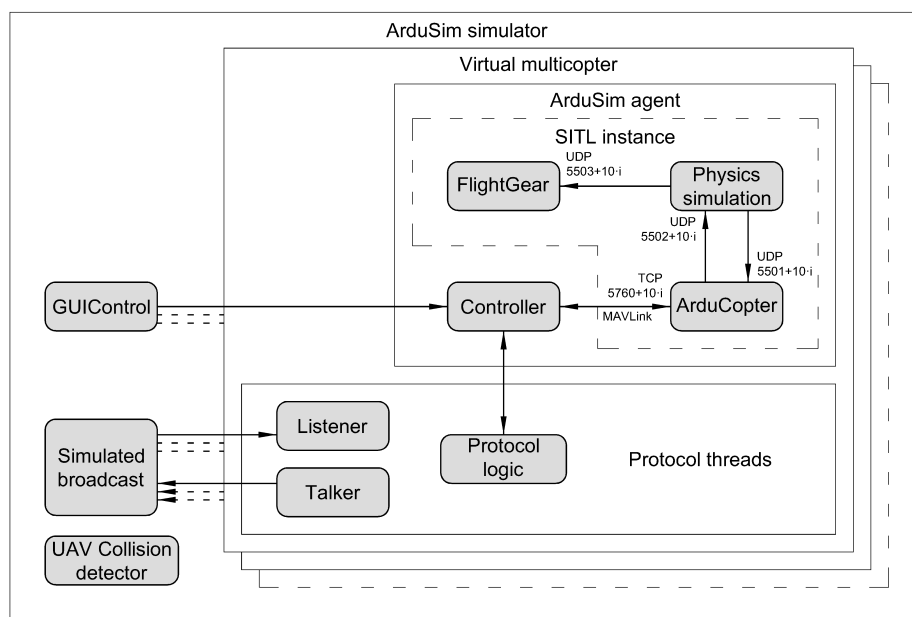 ArduSim simulator
Virtual multicopter
ArduSim agent
SITL instance
FlightGear
UDP
5503+10·i
Physics
simulation
UDP
5502+10·i
UDP
5501+10·i
GUIControl
Controller
TCP
5760+10·i
MAVLink
ArduCopter
Simulated
broadcast
Listener
Talker
Protocol
logic
Protocol threads
UAV Collision
detector